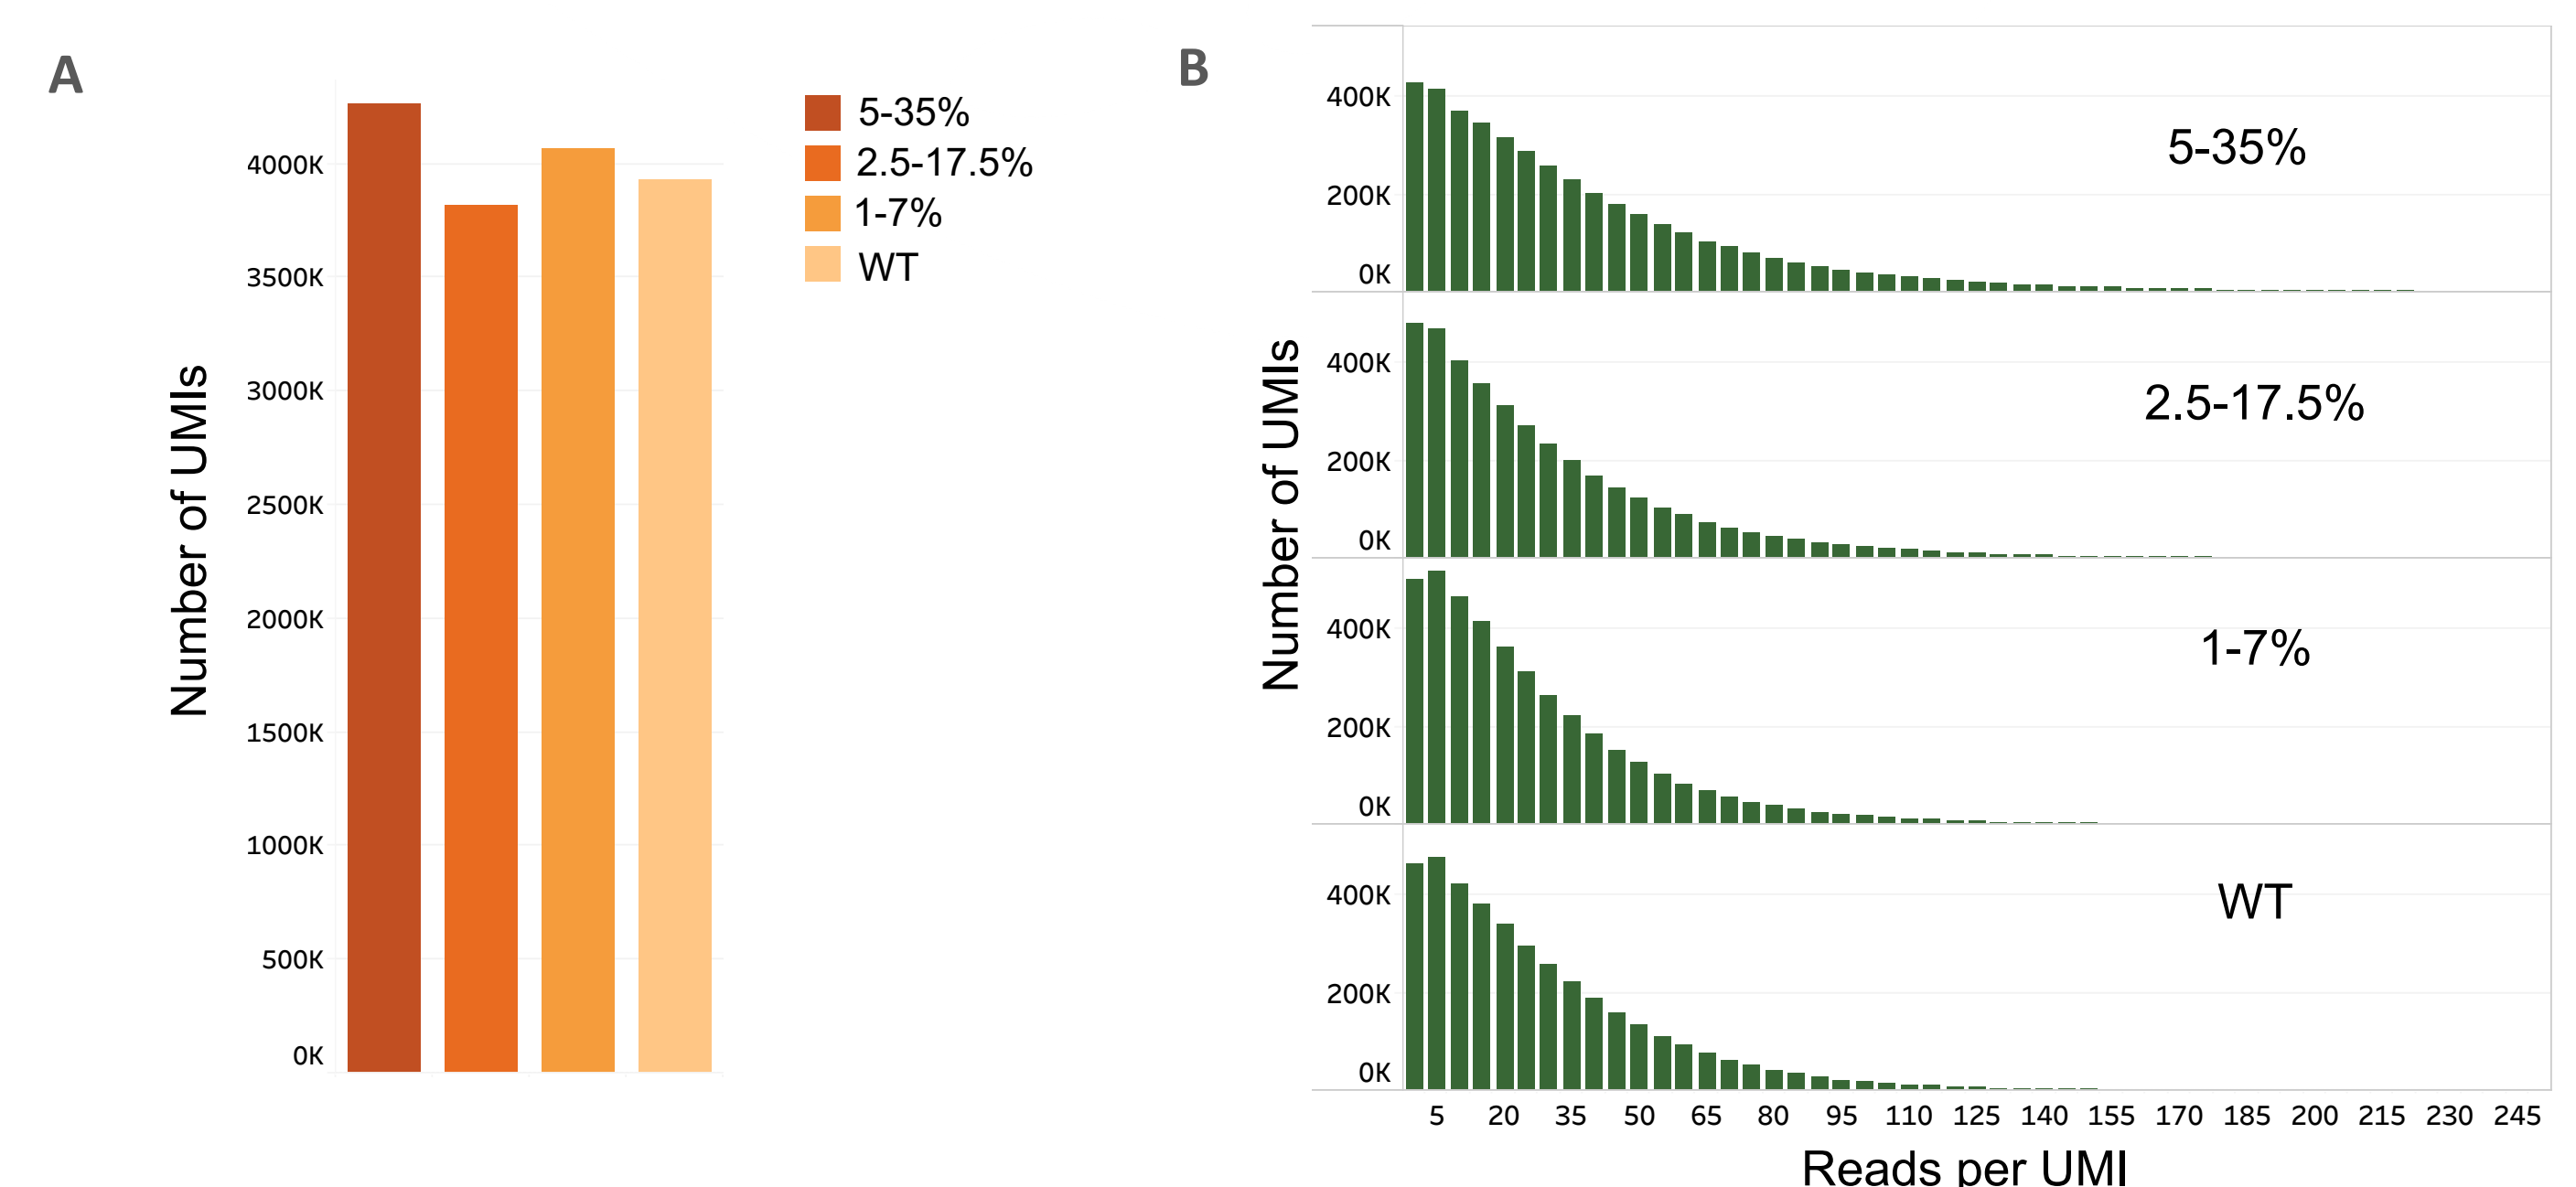 A
Number of UMIs
4000K
3500K
3000K
2500K
2000K
1500K
1000K
500K
0K
5-35%
2.5-17.5%
1-7%
WT
B
Number of UMIs
400K
200K
0K
5-35%
400K
200K
0K
2.5-17.5%
400K
200K
0K
1-7%
400K
200K
0K
WT
5 20 35 50 65 80 95 110 125 140 155 170 185 200 215 230 245
Reads per UMI